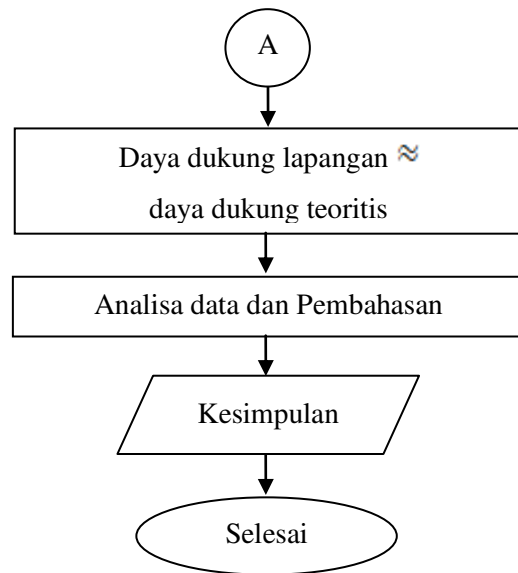 A
Daya dukung lapangan ≈
daya dukung teoritis
Analisa data dan Pembahasan
Kesimpulan
Selesai